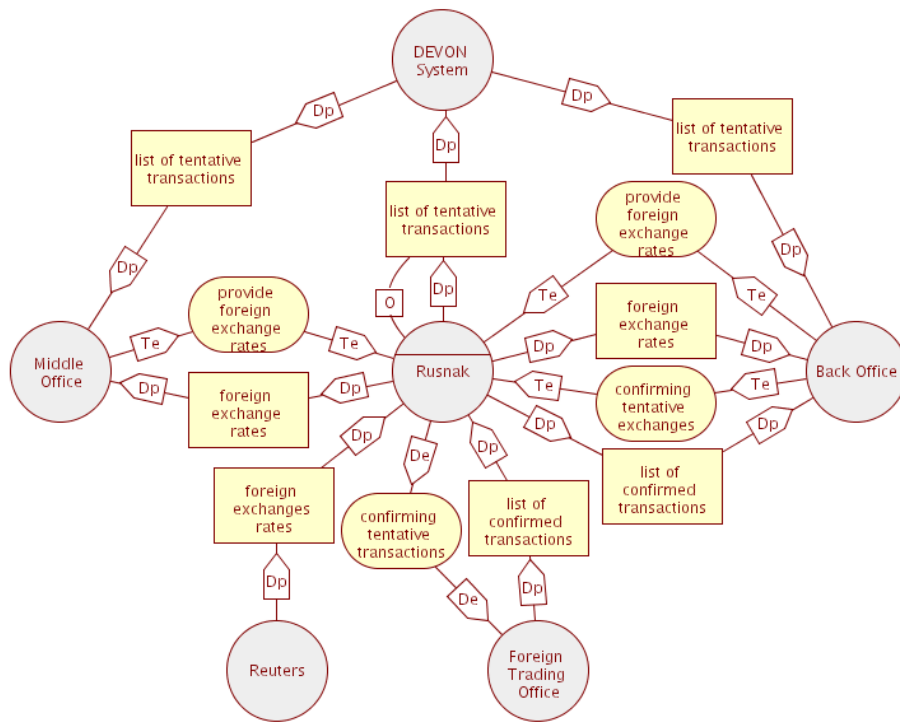 DEVON
System
Dp
Dp
Dp
list of tentative
transactions
list of tentative
transactions
list of tentative
transactions
provide
foreign
exchange
rates
Dp
Dp
Dp
O
Te
Te
provide
foreign
exchange
rates
foreign
exchange
rates
Te
Te
Dp
Dp
Middle
Office
Rusnak
Back Office
Dp
Dp
foreign
exchange
rates
Te
Te
confirming
tentative
exchanges
Dp
De
Dp
Dp
Dp
list of
confirmed
transactions
foreign
exchanges
rates
confirming
tentative
transactions
list of
confirmed
transactions
Dp
De
Dp
Reuters
Foreign
Trading
Office